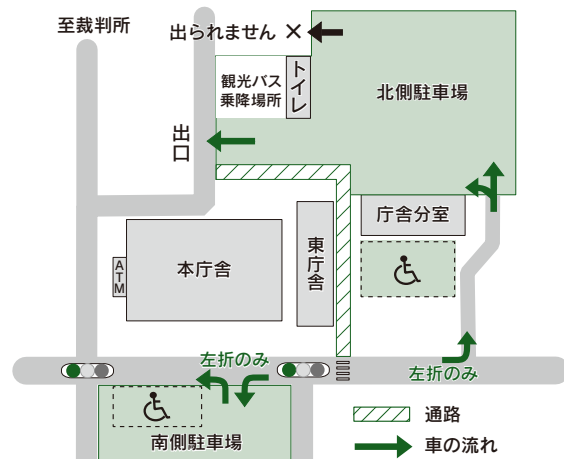 至裁判所
出られません
トイレ
観光バス
乗降場所
北側駐車場
出口
庁舎分室
本庁舎
東庁舎
ATM
左折のみ
左折のみ
南側駐車場
通路
車の流れ